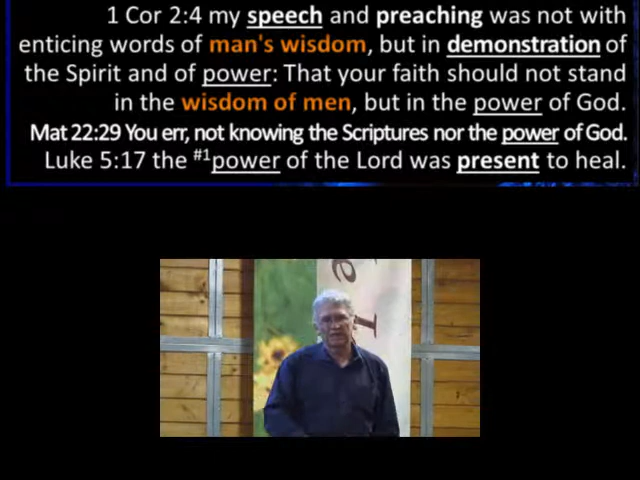 1 Cor 2:4 my speech and preaching was not with
enticing words of man's wisdom, but in demonstration of
the Spirit and of power: That your faith should not stand
in the wisdom of men, but in the power of God.
Mat 22:29 You err, not knowing the Scriptures nor the power of God.
Luke 5:17 the #1power of the Lord was present to heal.